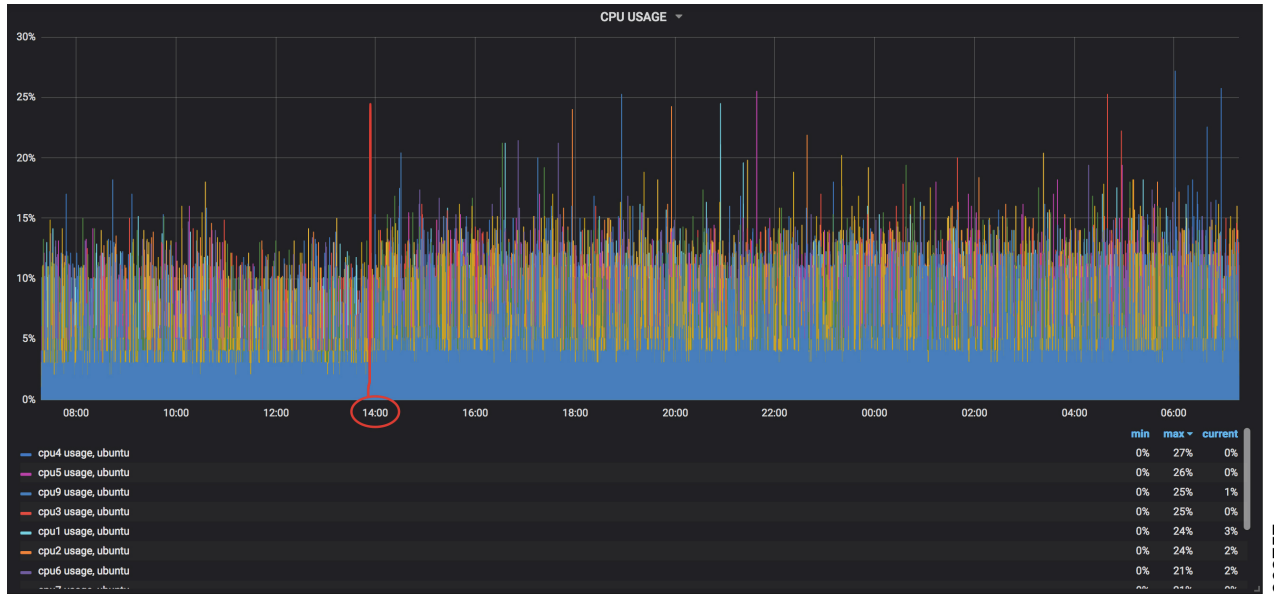 CPU USAGE
30%
25%
20%
15%
10%
5%
0%
08:00 10:00 12:00 14:00 16:00 18:00 20:00 22:00 00:00 02:00 04:00 06:00
min max current
cpu4 usage, ubuntu 0% 27% 0%
cpu5 usage, ubuntu 0% 26% 0%
cpu9 usage, ubuntu 0% 25% 1%
cpu3 usage, ubuntu 0% 25% 0%
cpu1 usage, ubuntu 0% 24% 3%
cpu2 usage, ubuntu 0% 24% 2%
cpu6 usage, ubuntu 0% 21% 2%